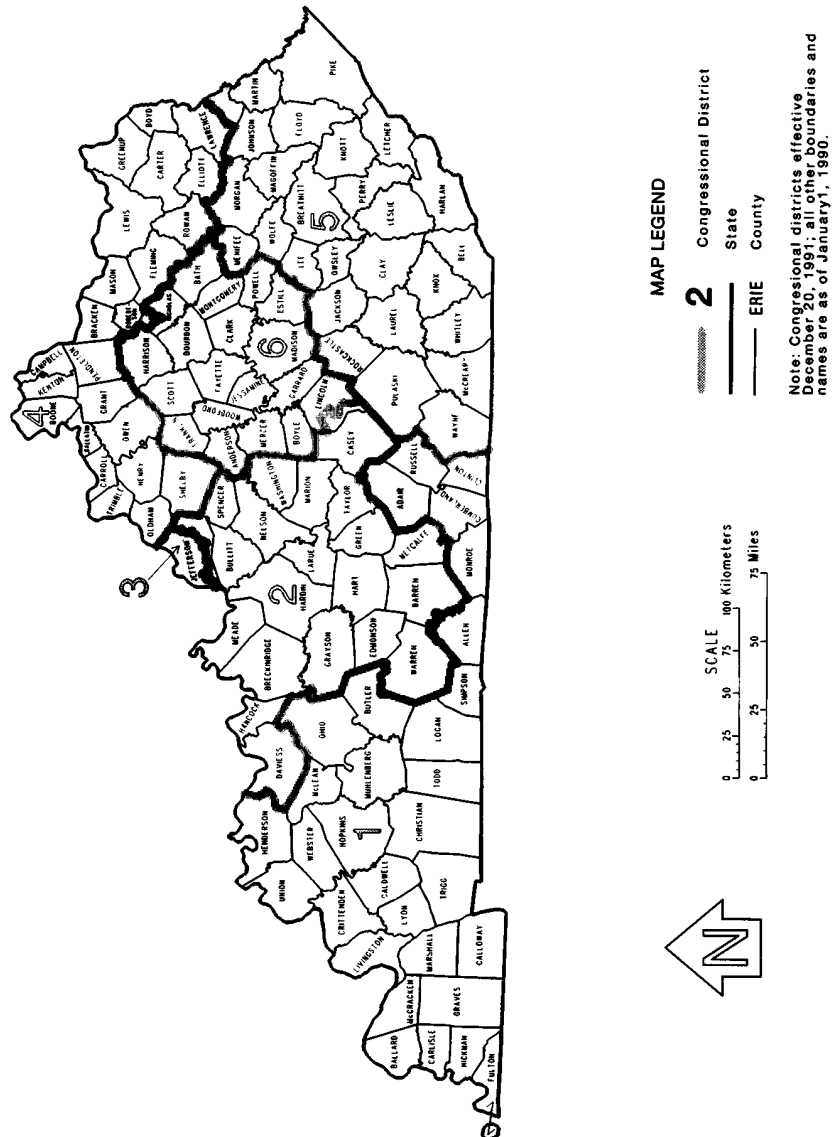 4
3
2
6
5
1
BOONE
KENTON
CAMPBELL
PENDLETON
GRANT
BRACKEN
MASON
LEWIS
GREENUP
BOYD
CARTER
LAWRENCE
ELLIOTT
ROWAN
FLEMING
NICHOLAS
HARRISON
OWEN
CARROLL
TRIMBLE
HENRY
OLDHAM
SHELBY
JEFFERSON
SCOTT
BOURBON
BATH
MENIFEE
MORGAN
JOHNSON
MARTIN
PIKE
FLOYD
MAGOFFIN
WOLFE
BREATHITT
KNOTT
LETCHER
PERRY
LESLIE
HARLAN
BELL
KNOX
CLAY
OWSLEY
LEE
JACKSON
LAUREL
WHITLEY
McCREARY
PULASKI
ROCKCASTLE
WAYNE
MONTGOMERY
POWELL
ESTILL
CLARK
FAYETTE
MADISON
JESSAMINE
WOODFORD
GARRARD
LINCOLN
ANDERSON
MERCER
BOYLE
CASEY
SPENCER
WASHINGTON
MARION
TAYLOR
NELSON
BULLITT
LARUE
GREEN
ADAIR
RUSSELL
CLINTON
CUMBERLAND
METCALFE
MONROE
BARREN
HART
HARDIN
MEADE
BRECKINRIDGE
GRAYSON
EDMONSON
WARREN
ALLEN
SIMPSON
BUTLER
LOGAN
OHIO
HANCOCK
DAVIESS
McLEAN
MUHLENBERG
TODD
HENDERSON
WEBSTER
HOPKINS
CHRISTIAN
UNION
CRITTENDEN
CALDWELL
LYON
TRIGG
LIVINGSTON
MARSHALL
CALLOWAY
McCRACKEN
GRAVES
BALLARD
CARLISLE
HICKMAN
FULTON
MAP LEGEND
2 Congressional District
State
ERIE County
Note: Congresional districts effective
December 20, 1991; all other boundaries and
names are as of January1, 1990.
SCALE
0 25 50 75 100 Kilometers
0 25 50 75 Miles
N